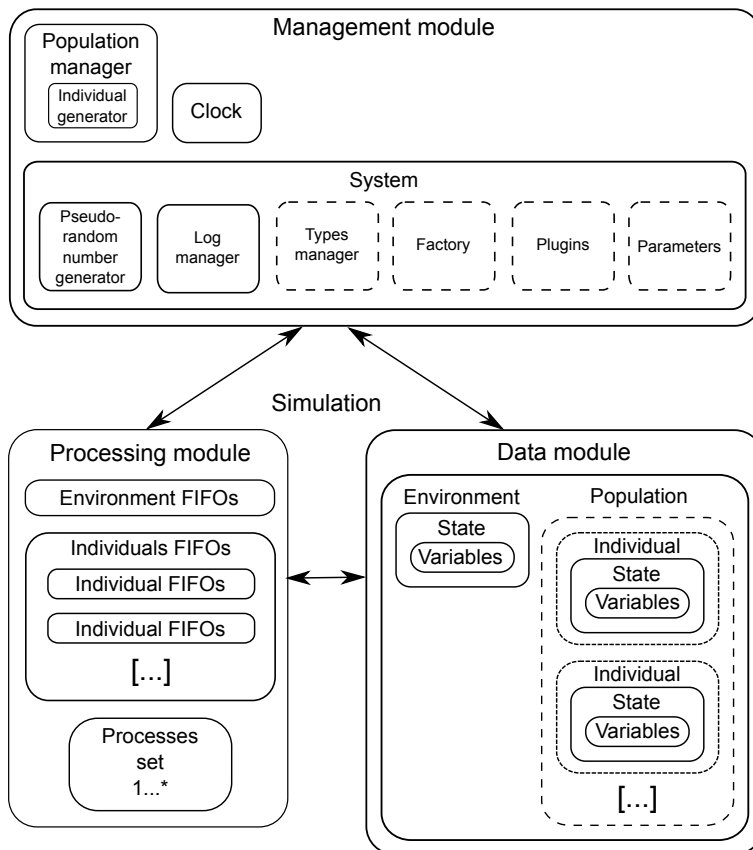 Management module
Population
manager
Individual
generator
Clock
System
Pseudo-
random
number
generator
Log
manager
Types
manager
Factory
Plugins
Parameters
Simulation
Processing module
Environment FIFOs
Individuals FIFOs
Individual FIFOs
Individual FIFOs
[...]
Processes
set
1...*
Data module
Environment
State
Variables
Population
Individual
State
Variables
Individual
State
Variables
[...]